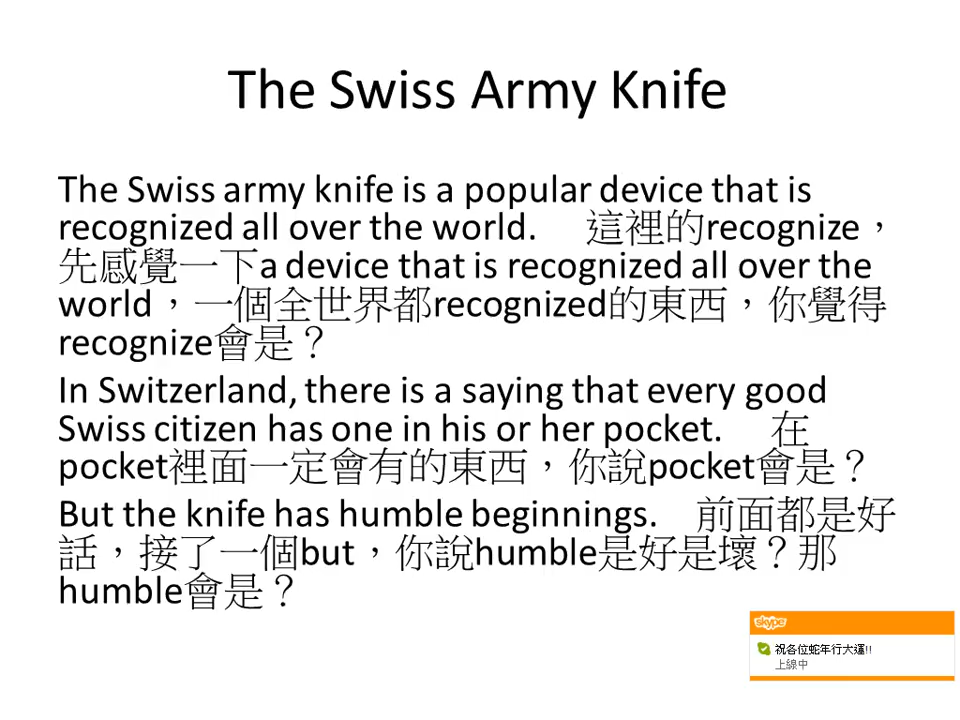 The Swiss Army Knife
The Swiss army knife is a popular device that is
recognized all over the world. 這裡的recognize，
先感覺一下a device that is recognized all over the
world，一個全世界都recognized的東西，你覺得
recognize會是？
In Switzerland, there is a saying that every good
Swiss citizen has one in his or her pocket. 在
pocket裡面一定會有的東西，你說pocket會是？
But the knife has humble beginnings. 前面都是好
話，接了一個but，你說humble是好是壞？那
humble會是？
skype
祝各位蛇年行大運!!
上線中